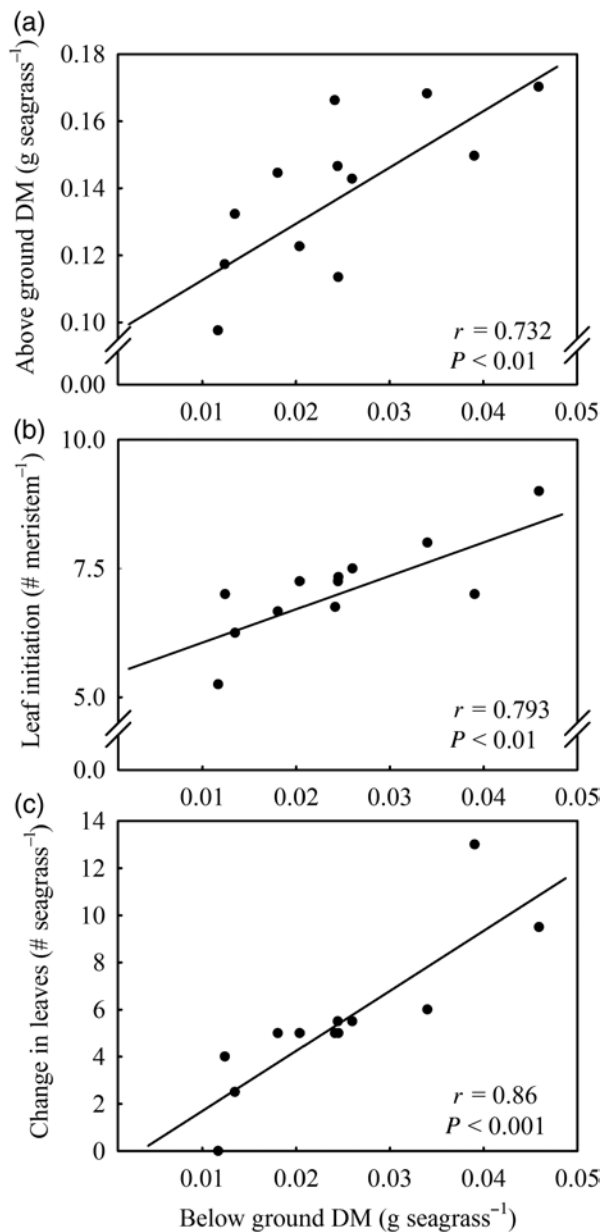 (a)
Above ground DM (g seagrass⁻¹)
0.18
0.16
0.14
0.12
0.10
0.00
r = 0.732
P < 0.01
0.01 0.02 0.03 0.04 0.05
(b)
Leaf initiation (# meristem⁻¹)
10.0
7.5
5.0
0.0
r = 0.793
P < 0.01
0.01 0.02 0.03 0.04 0.05
(c)
Change in leaves (# seagrass⁻¹)
14
12
10
8
6
4
2
0
r = 0.86
P < 0.001
0.01 0.02 0.03 0.04 0.05
Below ground DM (g seagrass⁻¹)